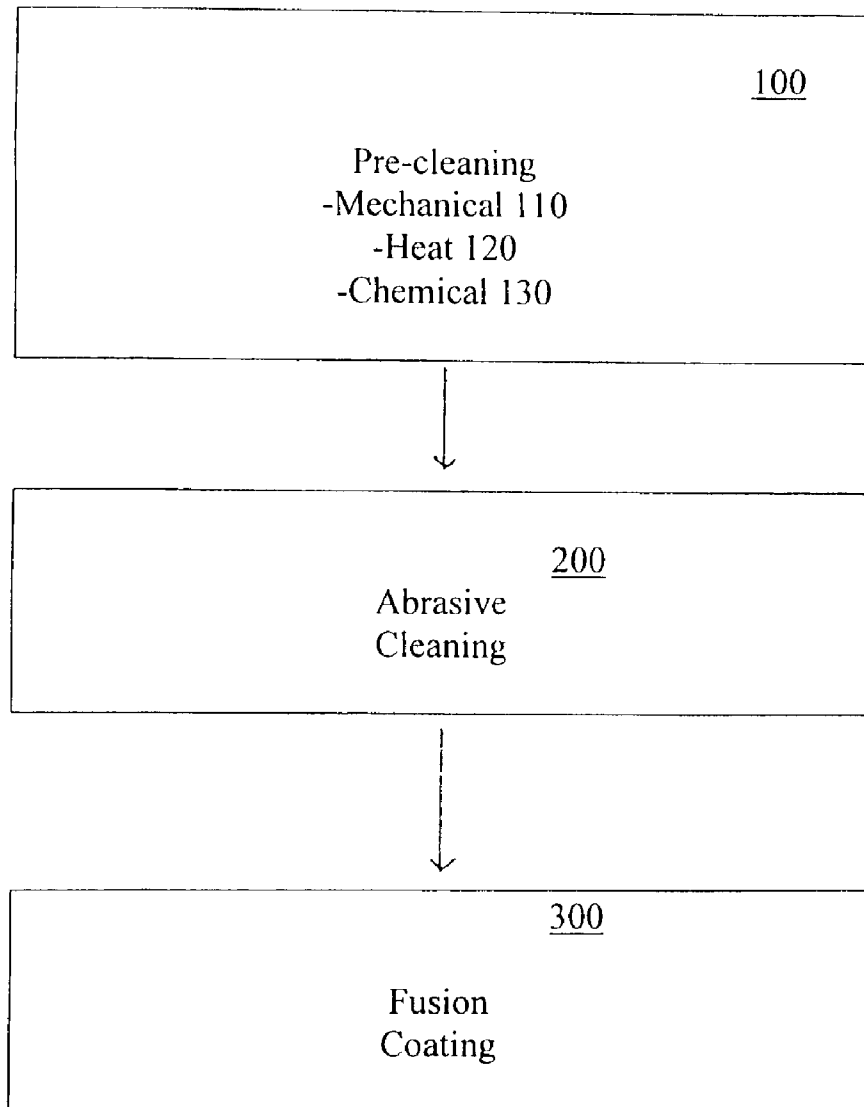 100
Pre-cleaning
-Mechanical 110
-Heat 120
-Chemical 130
200
Abrasive
Cleaning
300
Fusion
Coating